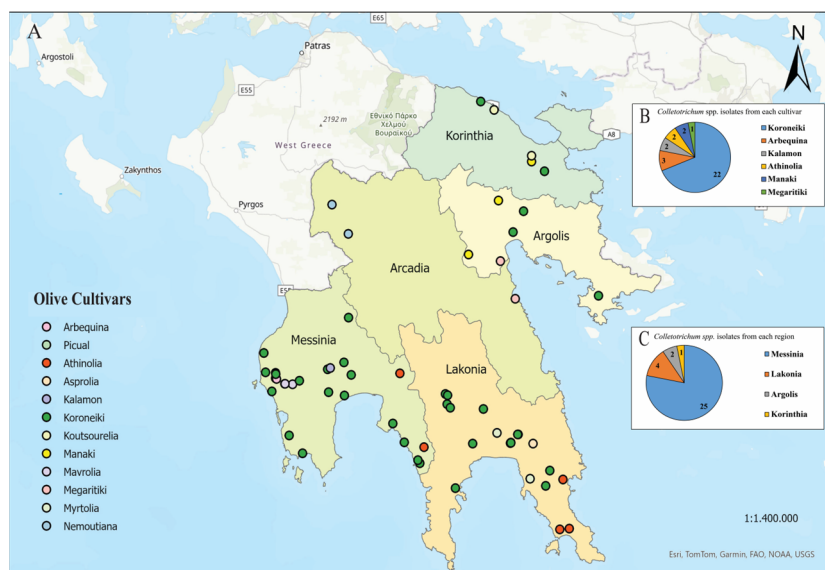 A
E65
N
Patras
Argostoli
E55
2192 m
Εθνικό Πάρκο
Χελμού
Βουραϊκού
West Greece
Korinthia
A8
B
Colletotrichum spp. isolates from each cultivar
1
2
2
2
3
22
Koroneiki
Arbequina
Kalamon
Athinolia
Manaki
Megaritiki
Zakynthos
Pyrgos
Argolis
Arcadia
E55
Olive Cultivars
Arbequina
Picual
Athinolia
Asprolia
Kalamon
Koroneiki
Koutsourelia
Manaki
Mavrolia
Megaritiki
Myrtolia
Nemoutiana
Messinia
Lakonia
C
Colletotrichum spp. isolates from each region
1
2
4
25
Messinia
Lakonia
Argolis
Korinthia
1:1.400.000
Esri, TomTom, Garmin, FAO, NOAA, USGS